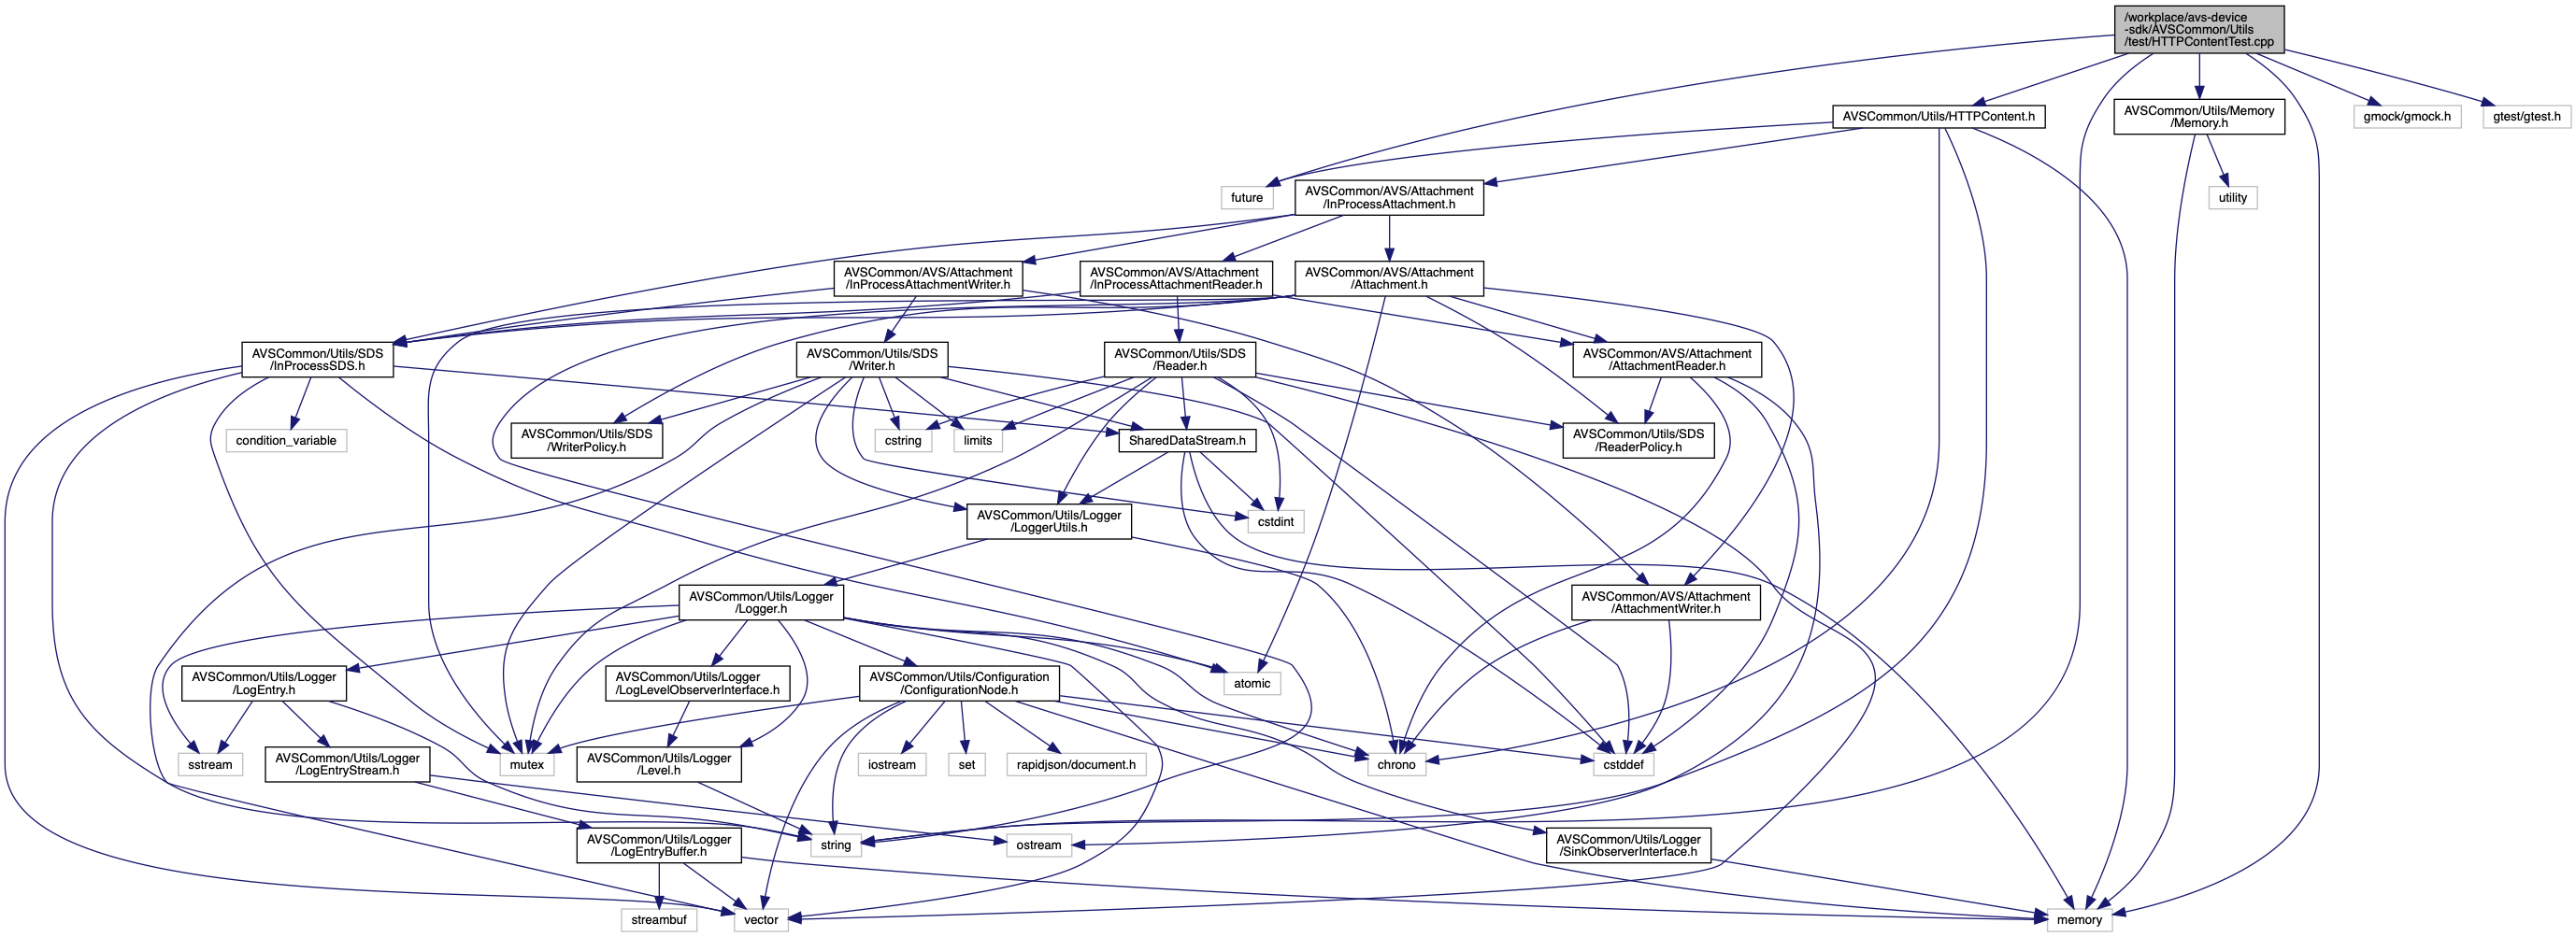 /workplace/avs-device
-sdk/AVSCommon/Utils
/test/HTTPContentTest.cpp
AVSCommon/Utils/HTTPContent.h
AVSCommon/Utils/Memory
/Memory.h
gmock/gmock.h
gtest/gtest.h
future
AVSCommon/AVS/Attachment
/InProcessAttachment.h
utility
AVSCommon/AVS/Attachment
/InProcessAttachmentWriter.h
AVSCommon/AVS/Attachment
/InProcessAttachmentReader.h
AVSCommon/AVS/Attachment
/Attachment.h
AVSCommon/Utils/SDS
/InProcessSDS.h
AVSCommon/Utils/SDS
/Writer.h
AVSCommon/Utils/SDS
/Reader.h
AVSCommon/AVS/Attachment
/AttachmentReader.h
condition_variable
AVSCommon/Utils/SDS
/WriterPolicy.h
cstring
limits
SharedDataStream.h
AVSCommon/Utils/SDS
/ReaderPolicy.h
AVSCommon/Utils/Logger
/LoggerUtils.h
cstdint
AVSCommon/Utils/Logger
/Logger.h
AVSCommon/AVS/Attachment
/AttachmentWriter.h
AVSCommon/Utils/Logger
/LogEntry.h
AVSCommon/Utils/Logger
/LogLevelObserverInterface.h
AVSCommon/Utils/Configuration
/ConfigurationNode.h
atomic
sstream
AVSCommon/Utils/Logger
/LogEntryStream.h
mutex
AVSCommon/Utils/Logger
/Level.h
iostream
set
rapidjson/document.h
chrono
cstddef
AVSCommon/Utils/Logger
/LogEntryBuffer.h
string
ostream
AVSCommon/Utils/Logger
/SinkObserverInterface.h
streambuf
vector
memory